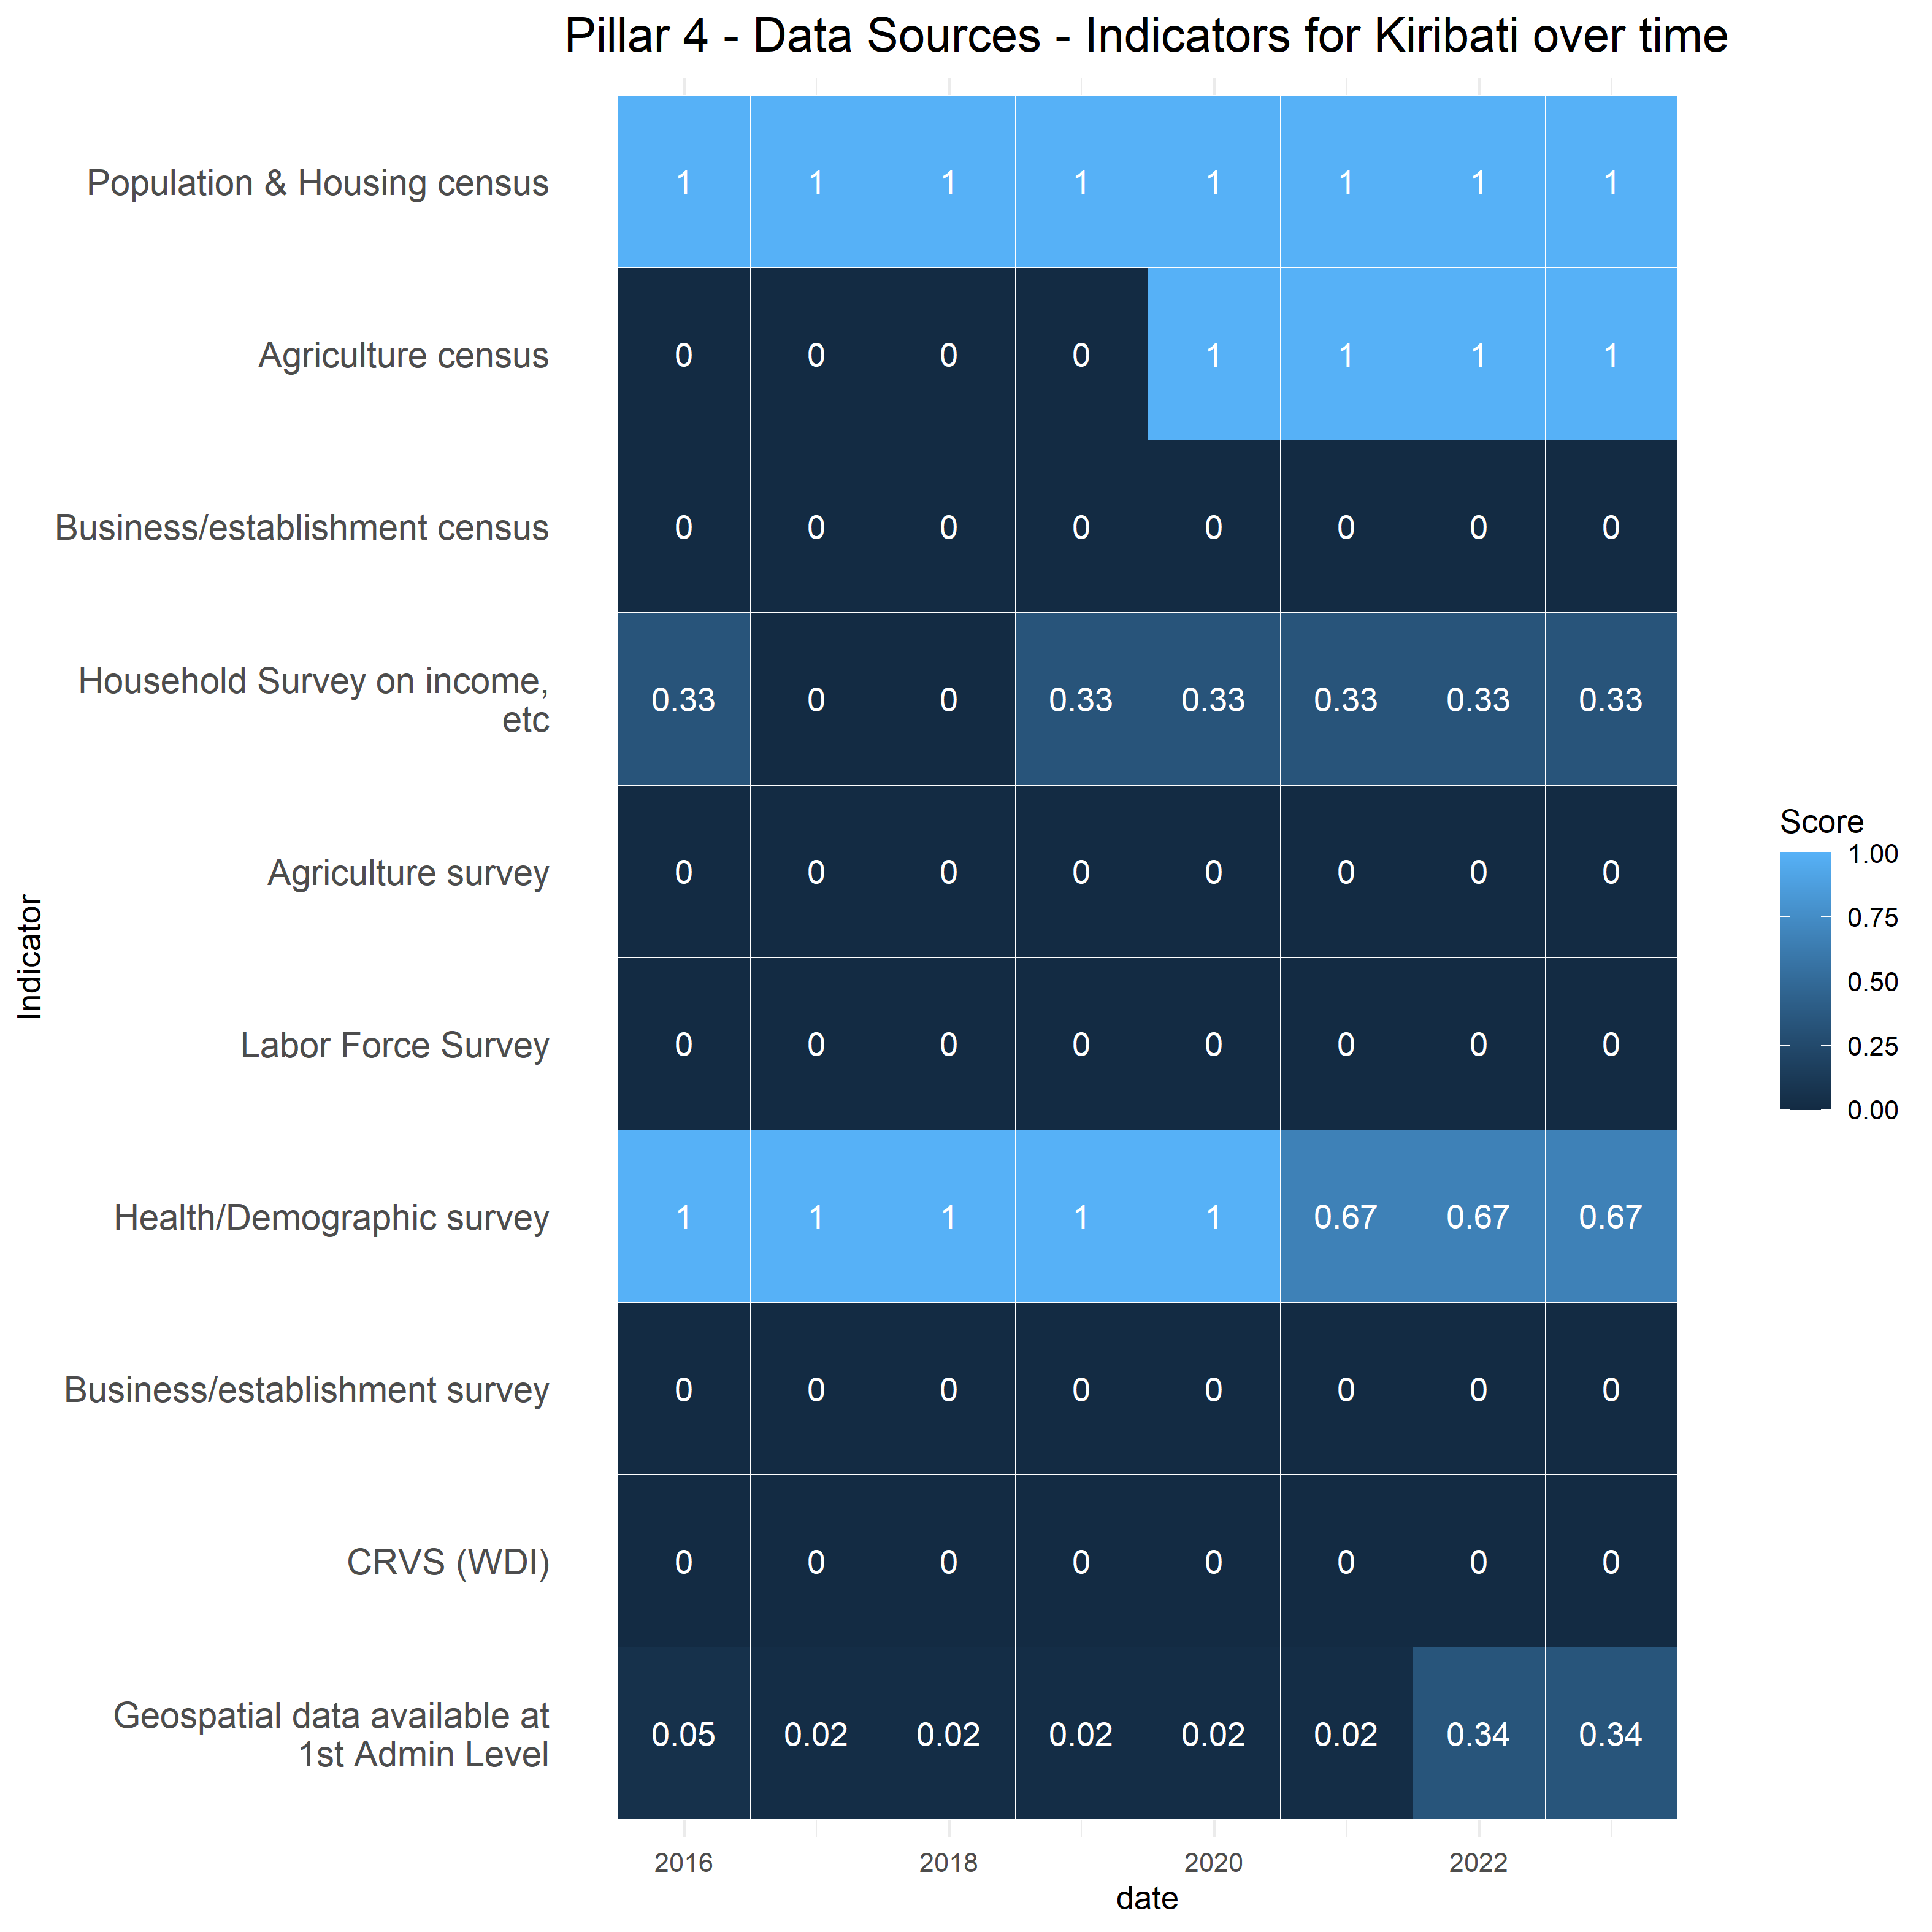 Pillar 4 - Data Sources - Indicators for Kiribati over time
Population & Housing census
1 1 1 1 1 1 1 1
Agriculture census
0 0 0 0 1 1 1 1
Business/establishment census
0 0 0 0 0 0 0 0
Household Survey on income,
etc
0.33 0 0 0.33 0.33 0.33 0.33 0.33
Agriculture survey
0 0 0 0 0 0 0 0
Labor Force Survey
0 0 0 0 0 0 0 0
Health/Demographic survey
1 1 1 1 1 0.67 0.67 0.67
Business/establishment survey
0 0 0 0 0 0 0 0
CRVS (WDI)
0 0 0 0 0 0 0 0
Geospatial data available at
1st Admin Level
0.05 0.02 0.02 0.02 0.02 0.02 0.34 0.34
2016 2018 2020 2022
date
Indicator
Score
1.00
0.75
0.50
0.25
0.00